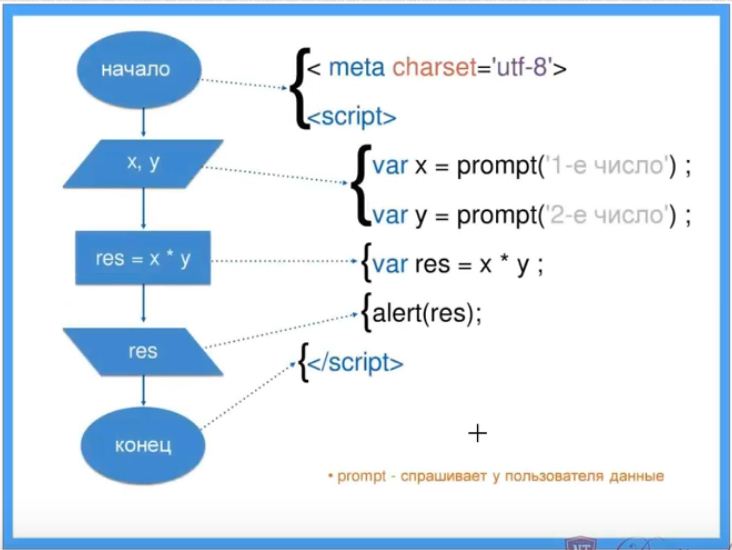 начало
< meta charset='utf-8'>
<script>
x, y
var x = prompt('1-е число') ;
var y = prompt('2-е число') ;
res = x * y
var res = x * y ;
alert(res);
res
</script>
конец
• prompt - спрашивает у пользователя данные